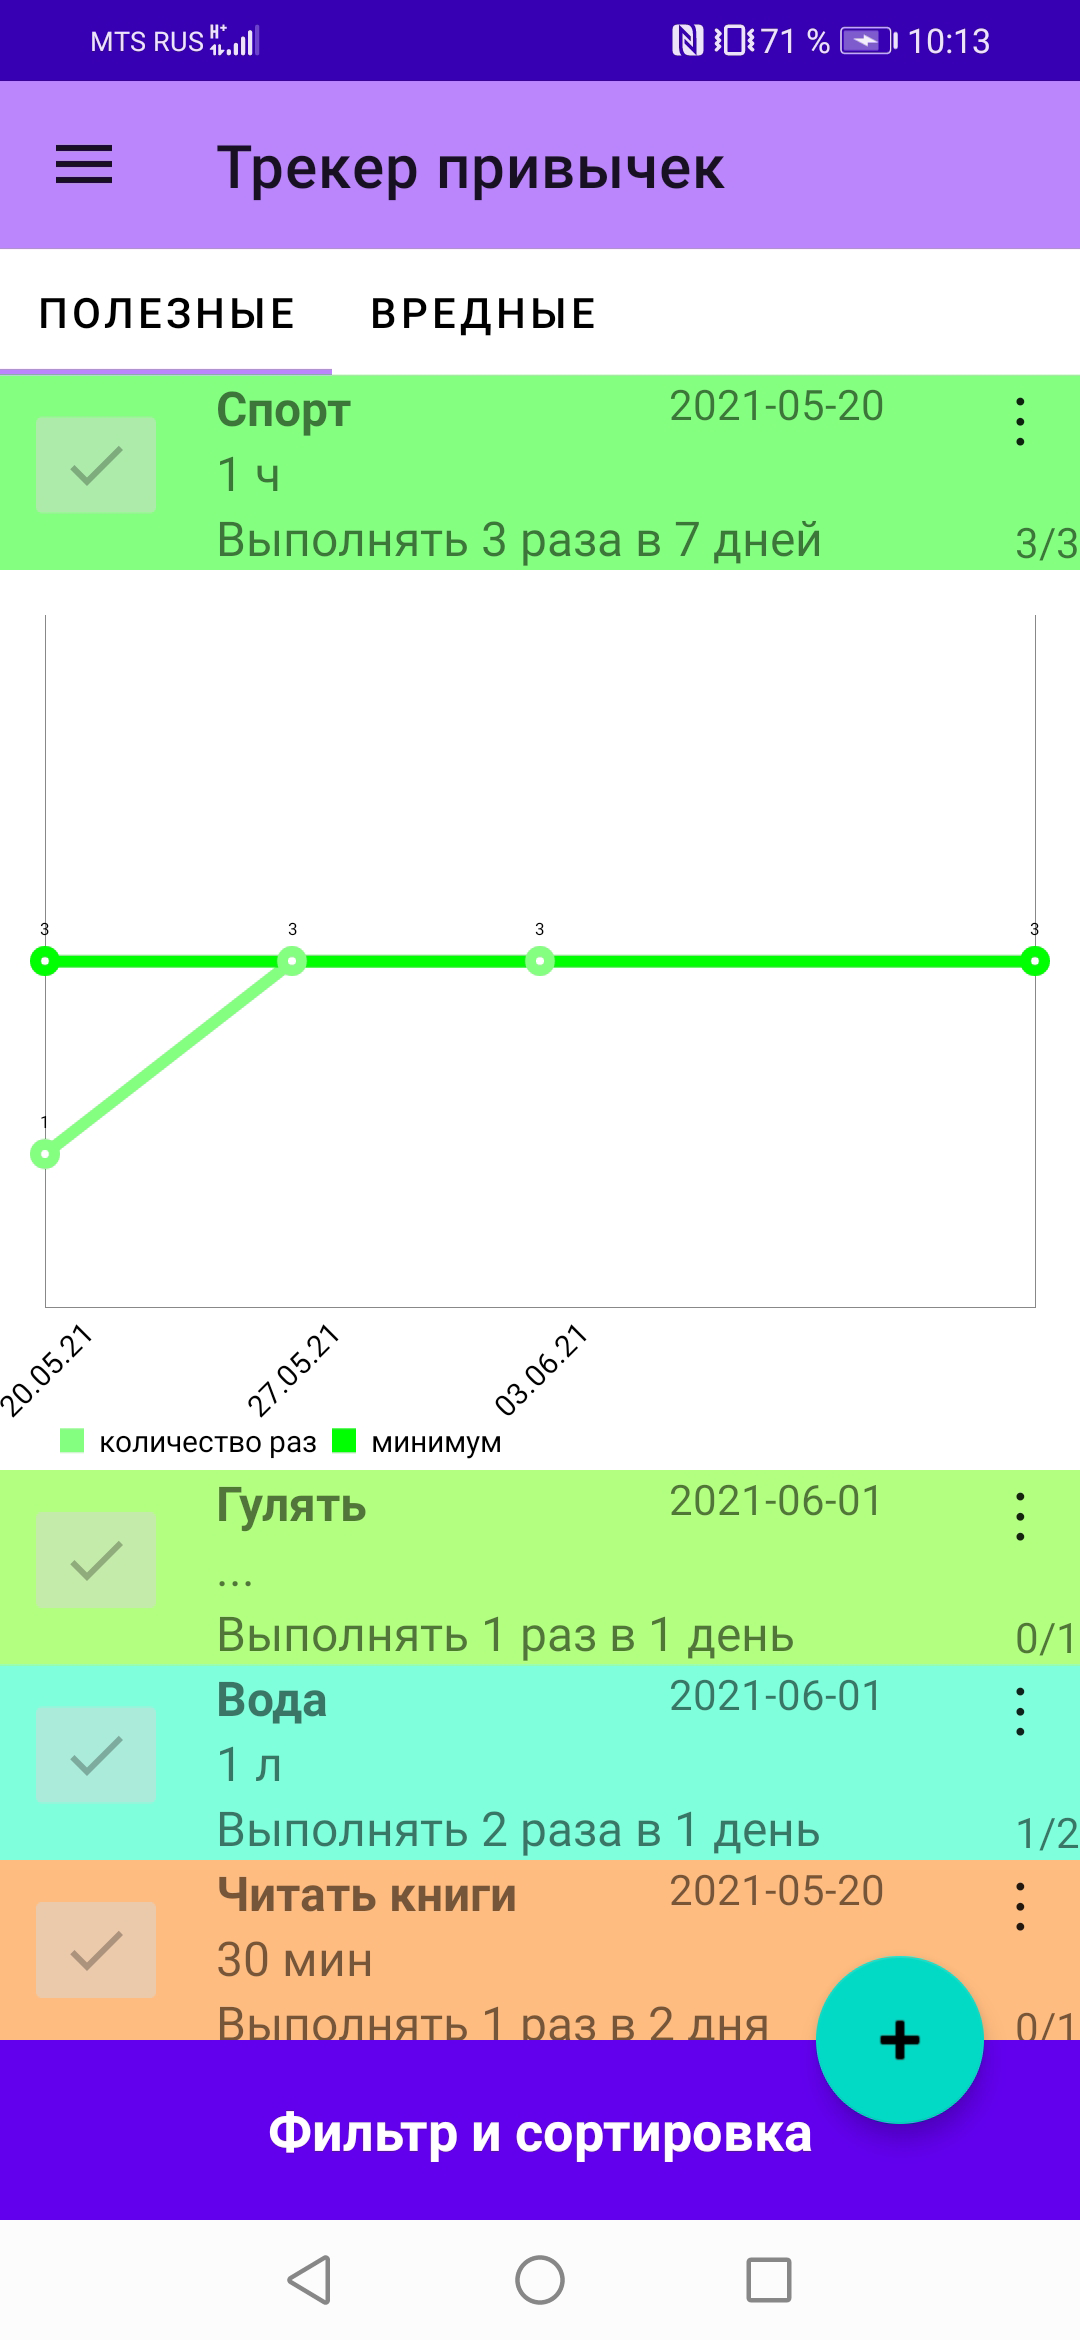 MTS RUS H+ 71 % 10:13
Трекер привычек
ПОЛЕЗНЫЕ ВРЕДНЫЕ
Спорт 2021-05-20
1 ч
Выполнять 3 раза в 7 дней 3/3
3 3 3 3
1
20.05.21 27.05.21 03.06.21
количество раз минимум
Гулять 2021-06-01
...
Выполнять 1 раз в 1 день 0/1
Вода 2021-06-01
1 л
Выполнять 2 раза в 1 день 1/2
Читать книги 2021-05-20
30 мин
Выполнять 1 раз в 2 дня 0/1
+
Фильтр и сортировка